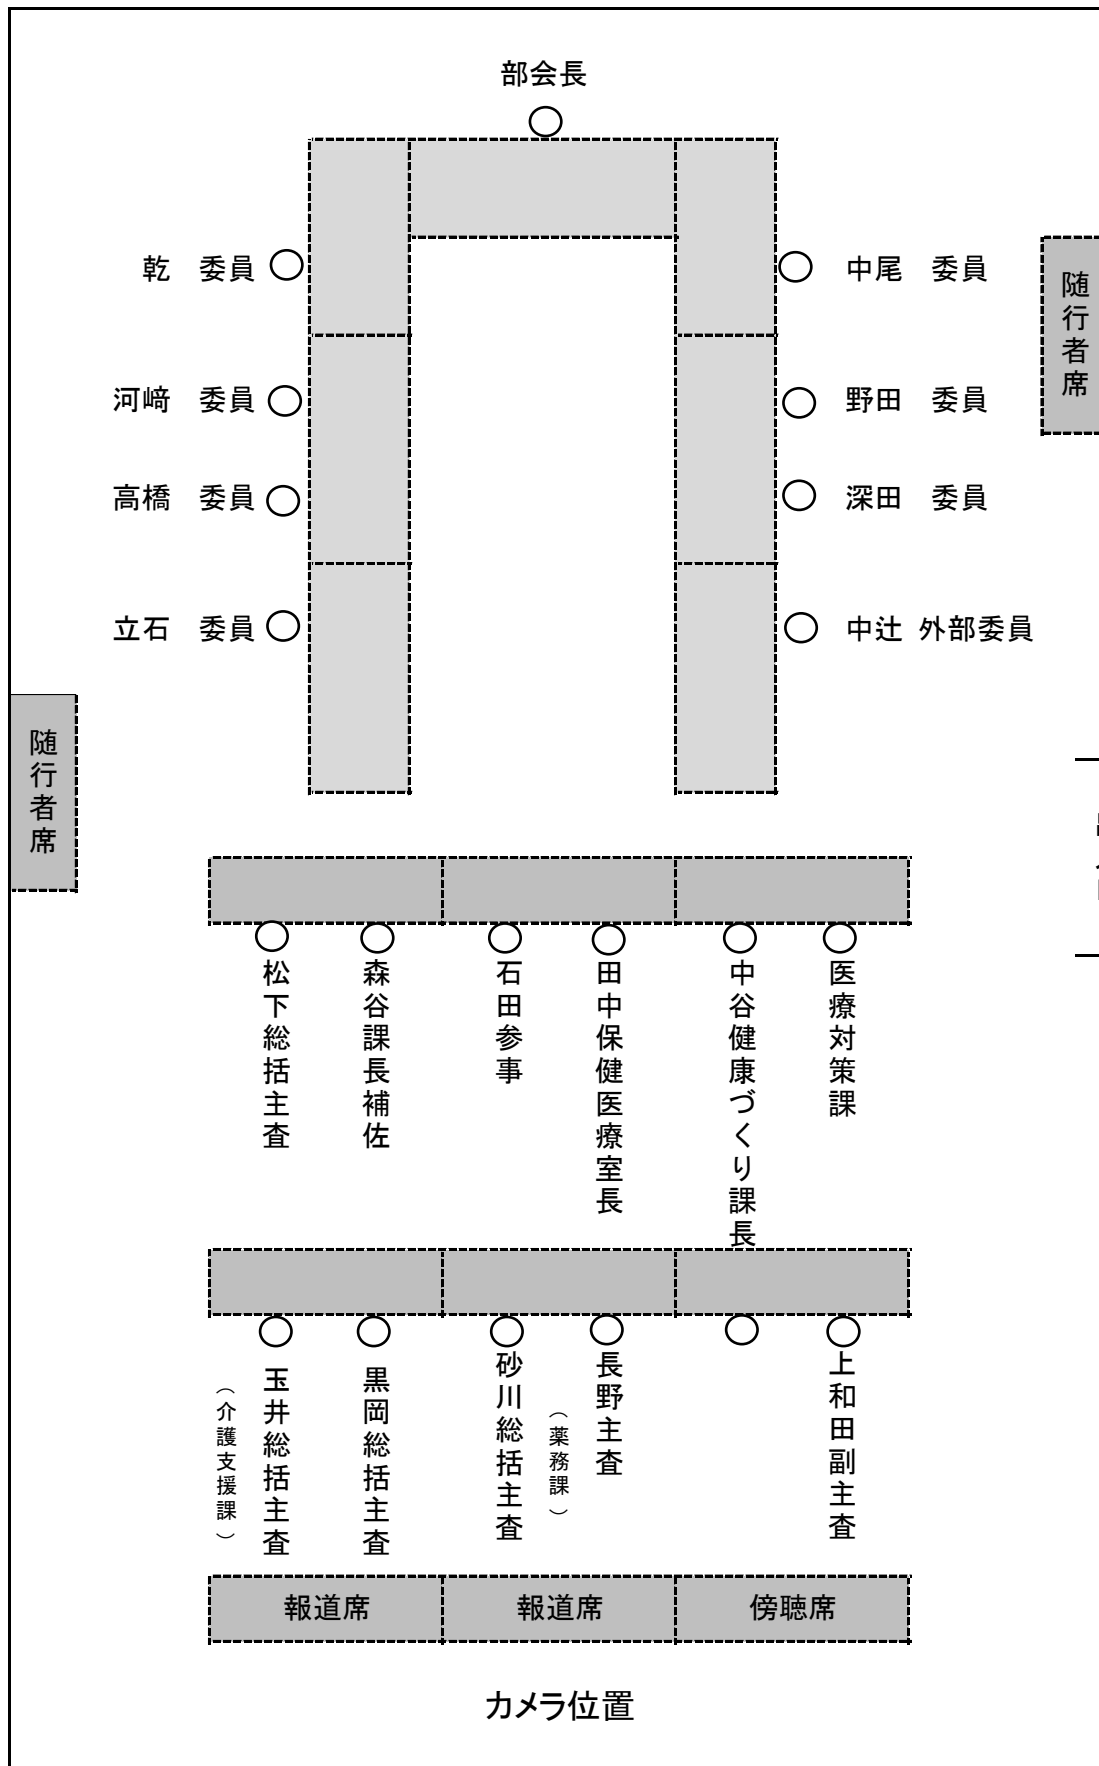 部会長
乾　委員
中尾　委員
随行者席
河﨑　委員
野田　委員
高橋　委員
深田　委員
立石　委員
中辻 外部委員
随行者席
松下総括主査
森谷課長補佐
石田参事
田中保健医療室長
中谷健康づくり課長
医療対策課
（介護支援課）
玉井総括主査
黒岡総括主査
砂川総括主査
（薬務課）
長野主査
上和田副主査
報道席
報道席
傍聴席
カメラ位置